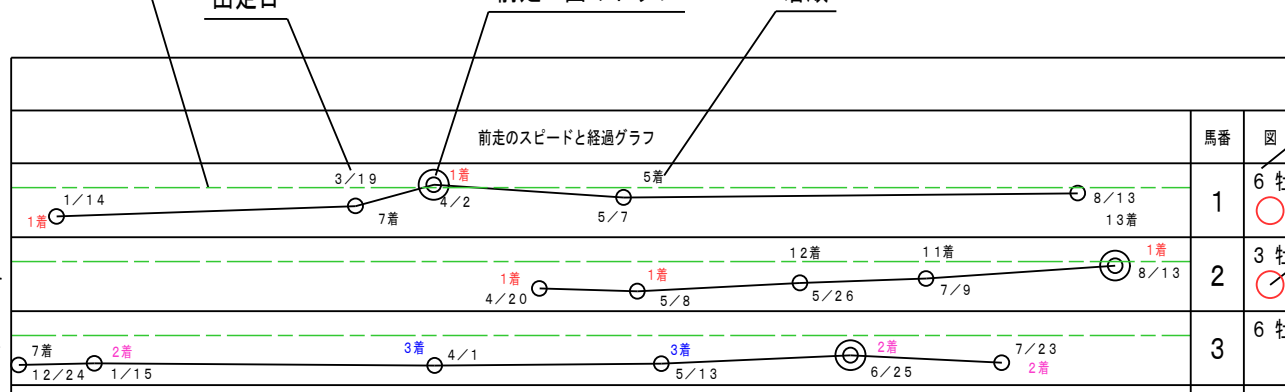 出走日
前走のスピードと経過グラフ
馬番
図
1/14
1着
3/19
7着
1着
4/2
5着
5/7
8/13
13着
1
6 牡
1着
4/20
1着
5/8
12着
5/26
11着
7/9
1着
8/13
2
3 牡
7着
12/24
2着
1/15
3着
4/1
3着
5/13
2着
6/25
7/23
2着
3
6 牡